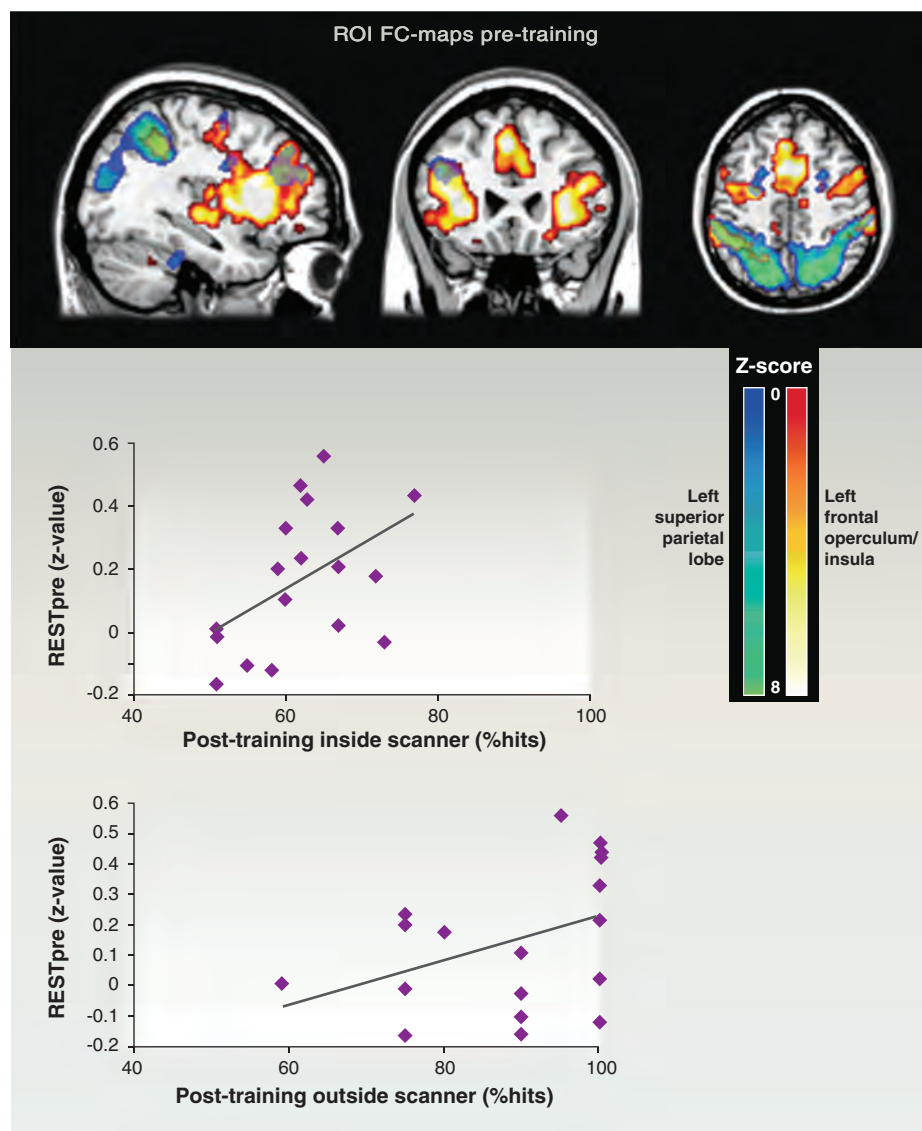 ROI FC-maps pre-training
Z-score
0
8
Left
superior
parietal
lobe
Left
frontal
operculum/
insula
RESTpre (z-value)
0.6
0.4
0.2
0
-0.2
40
60
80
100
Post-training inside scanner (%hits)
RESTpre (z-value)
0.6
0.5
0.4
0.3
0.2
0.1
0
-0.1
-0.2
40
60
80
100
Post-training outside scanner (%hits)